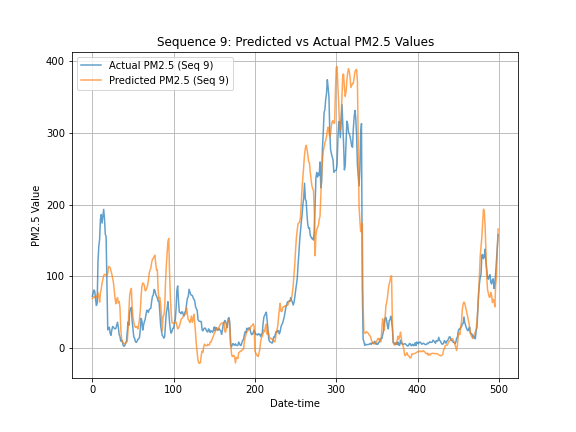 Sequence 9: Predicted vs Actual PM2.5 Values
Actual PM2.5 (Seq 9)
Predicted PM2.5 (Seq 9)
400
300
200
100
0
PM2.5 Value
0 100 200 300 400 500
Date-time